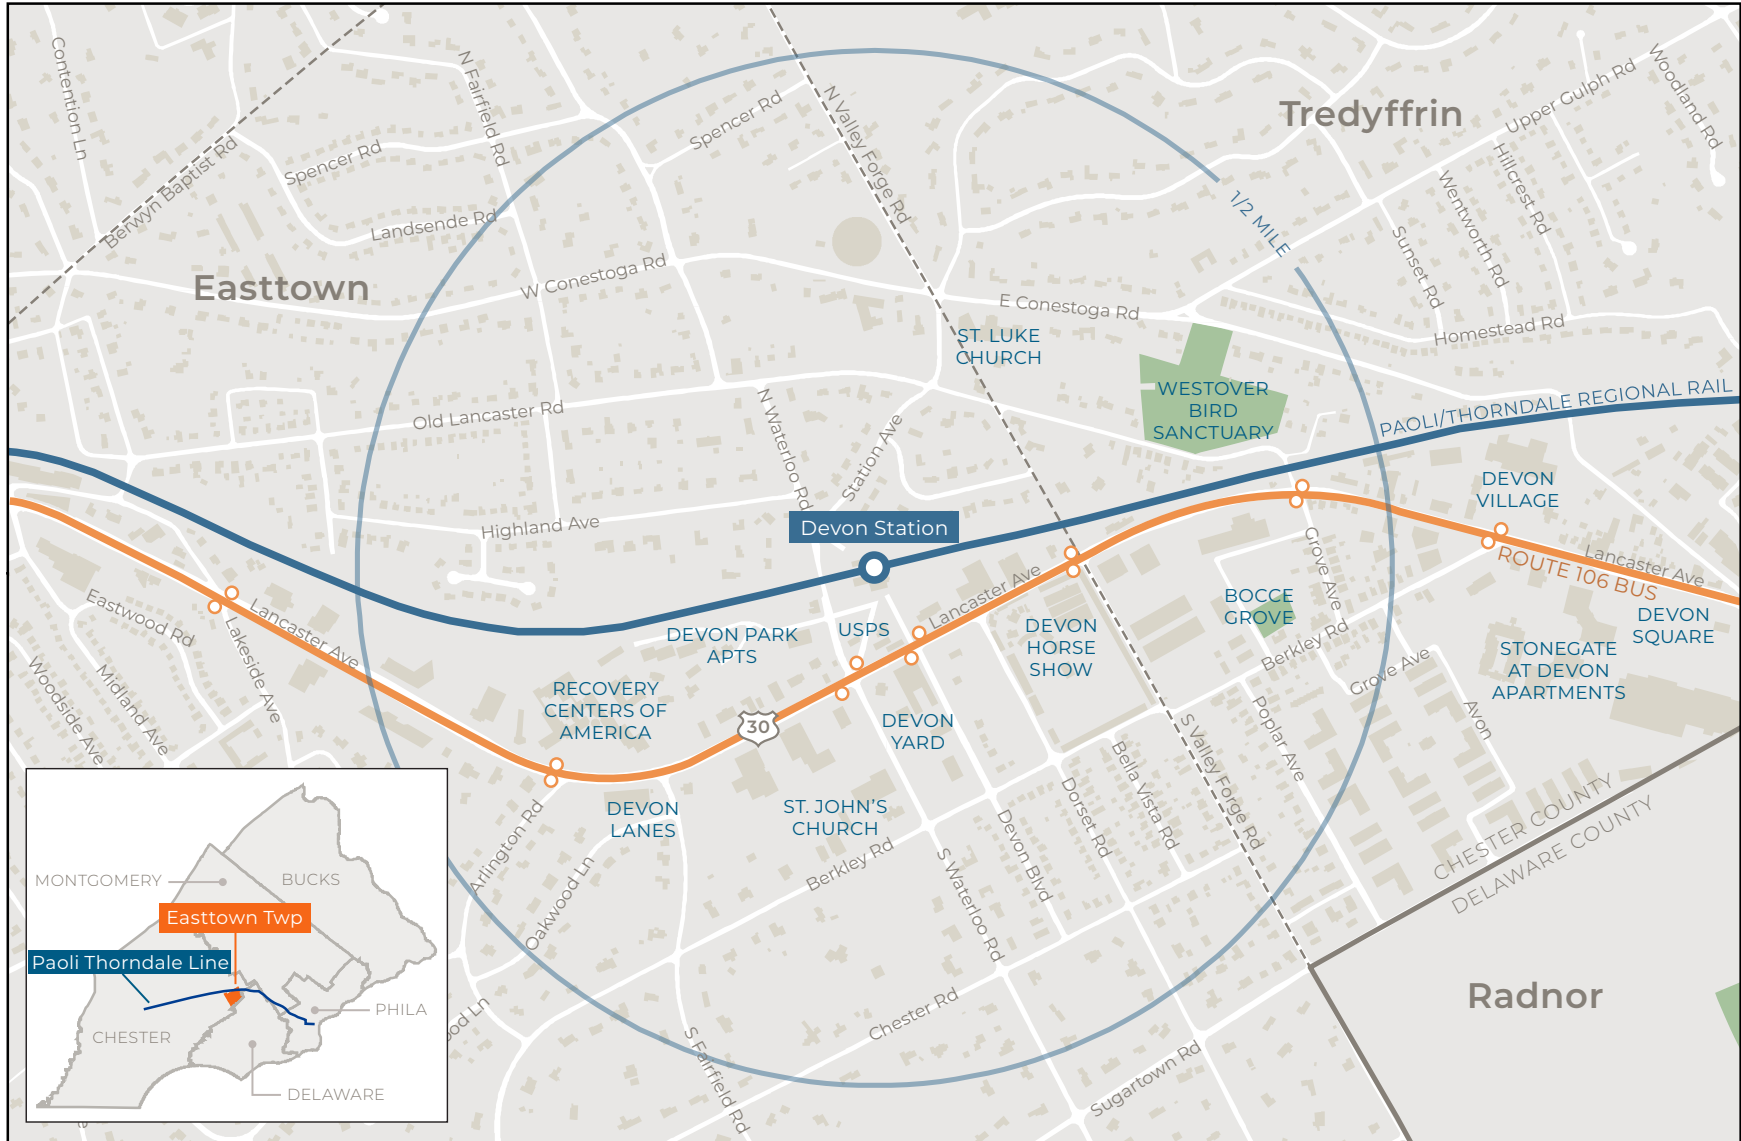 Contention Ln
N Fairfield Rd
Spencer Rd
N Valley Forge Rd
Tredyffrin
Upper Gulph Rd
Woodland Rd
Berwyn Baptist Rd
Spencer Rd
Landsende Rd
1/2 MILE
Hillcrest Rd
Wentworth Rd
Sunset Rd
Easttown
W Conestoga Rd
E Conestoga Rd
Homestead Rd
ST. LUKE
CHURCH
WESTOVER
BIRD
SANCTUARY
PAOLI/THORNDALE REGIONAL RAIL
Old Lancaster Rd
N Waterloo Rd
Station Ave
Highland Ave
Devon Station
DEVON
VILLAGE
Lancaster Ave
ROUTE 106 BUS
Grove Ave
Eastwood Rd
Lancaster Ave
Lakeside Ave
Midland Ave
Woodside Ave
DEVON PARK
APTS
USPS
Lancaster Ave
DEVON
HORSE
SHOW
BOCCE
GROVE
Berkley Rd
Grove Ave
DEVON
SQUARE
STONEGATE
AT DEVON
APARTMENTS
RECOVERY
CENTERS OF
AMERICA
30
DEVON
YARD
Avon
Poplar Ave
S Valley Forge Rd
Bella Vista Rd
Dorset Rd
DEVON
LANES
ST. JOHN'S
CHURCH
Arlington Rd
Oakwood Ln
Berkley Rd
S Waterloo Rd
Devon Blvd
CHESTER COUNTY
DELAWARE COUNTY
Radnor
Chester Rd
Sugartown Rd
S Fairfield Rd
ood Ln
MONTGOMERY
BUCKS
Easttown Twp
Paoli Thorndale Line
PHILA
CHESTER
DELAWARE